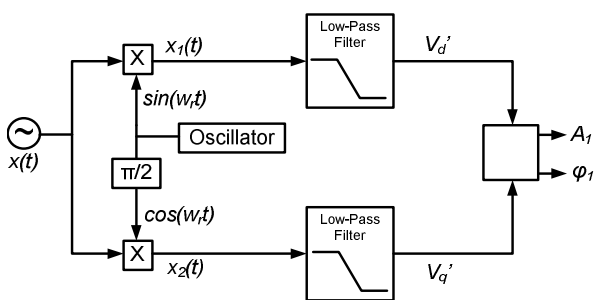 Low-Pass
Filter
x₁(t)
V_d'
X
sin(w_rt)
Oscillator
~
x(t)
π/2
A₁
φ₁
cos(w_rt)
Low-Pass
Filter
X
x₂(t)
V_q'